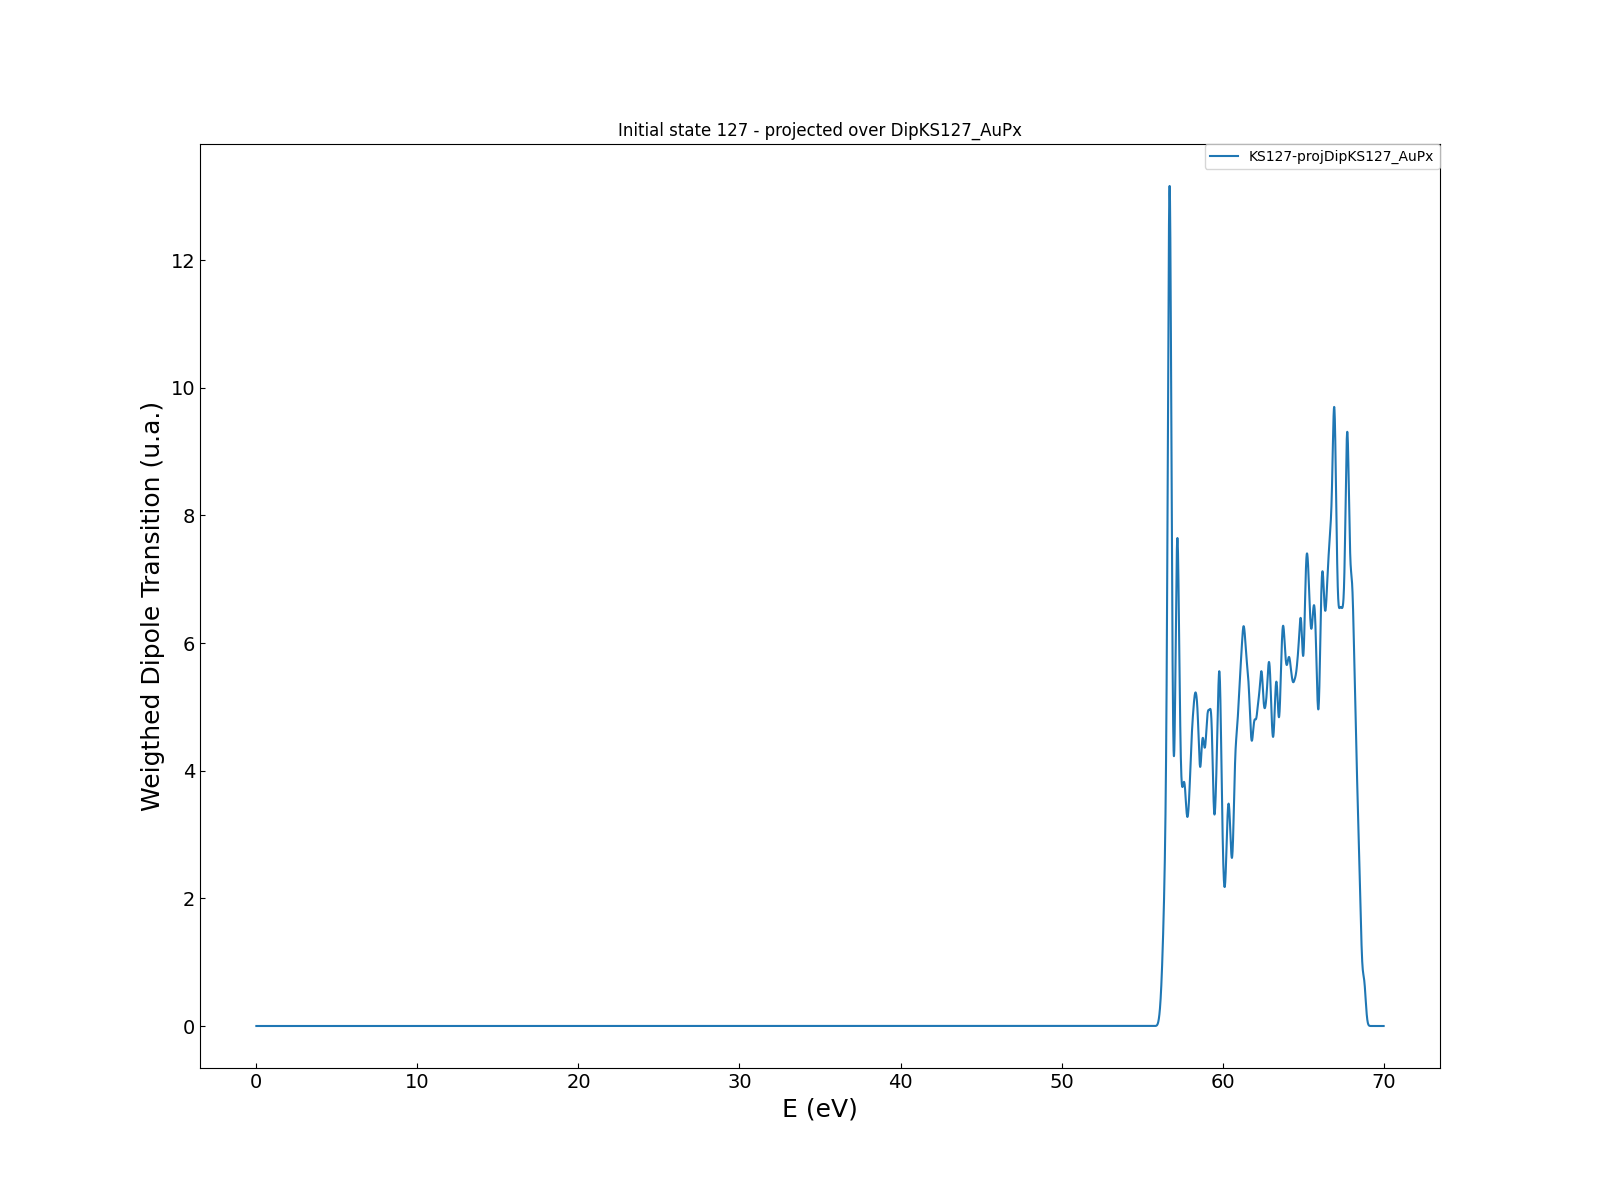 Initial state 127 - projected over DipKS127_AuPx
KS127-projDipKS127_AuPx
Weigthed Dipole Transition (u.a.)
12
10
8
6
4
2
0
0 10 20 30 40 50 60 70
E (eV)